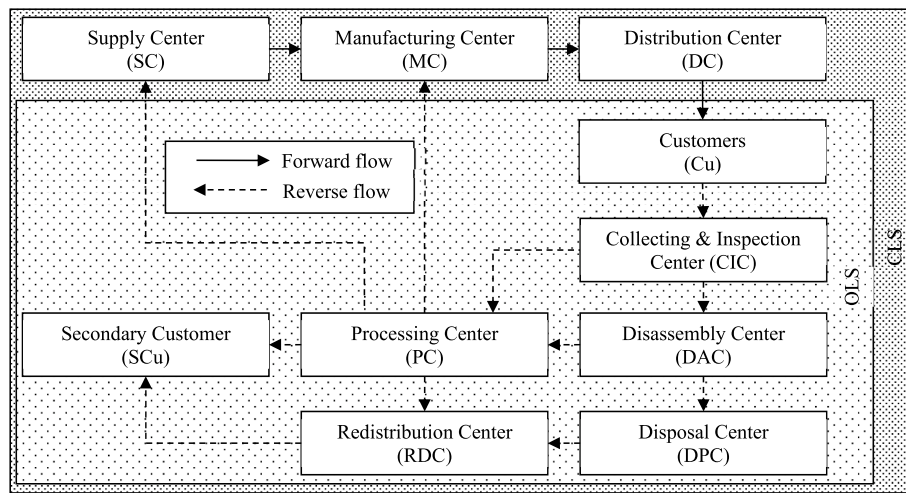 Supply Center
(SC)
Manufacturing Center
(MC)
Distribution Center
(DC)
Customers
(Cu)
Forward flow
Reverse flow
Collecting & Inspection
Center (CIC)
CLS
OLS
Secondary Customer
(SCu)
Processing Center
(PC)
Disassembly Center
(DAC)
Redistribution Center
(RDC)
Disposal Center
(DPC)